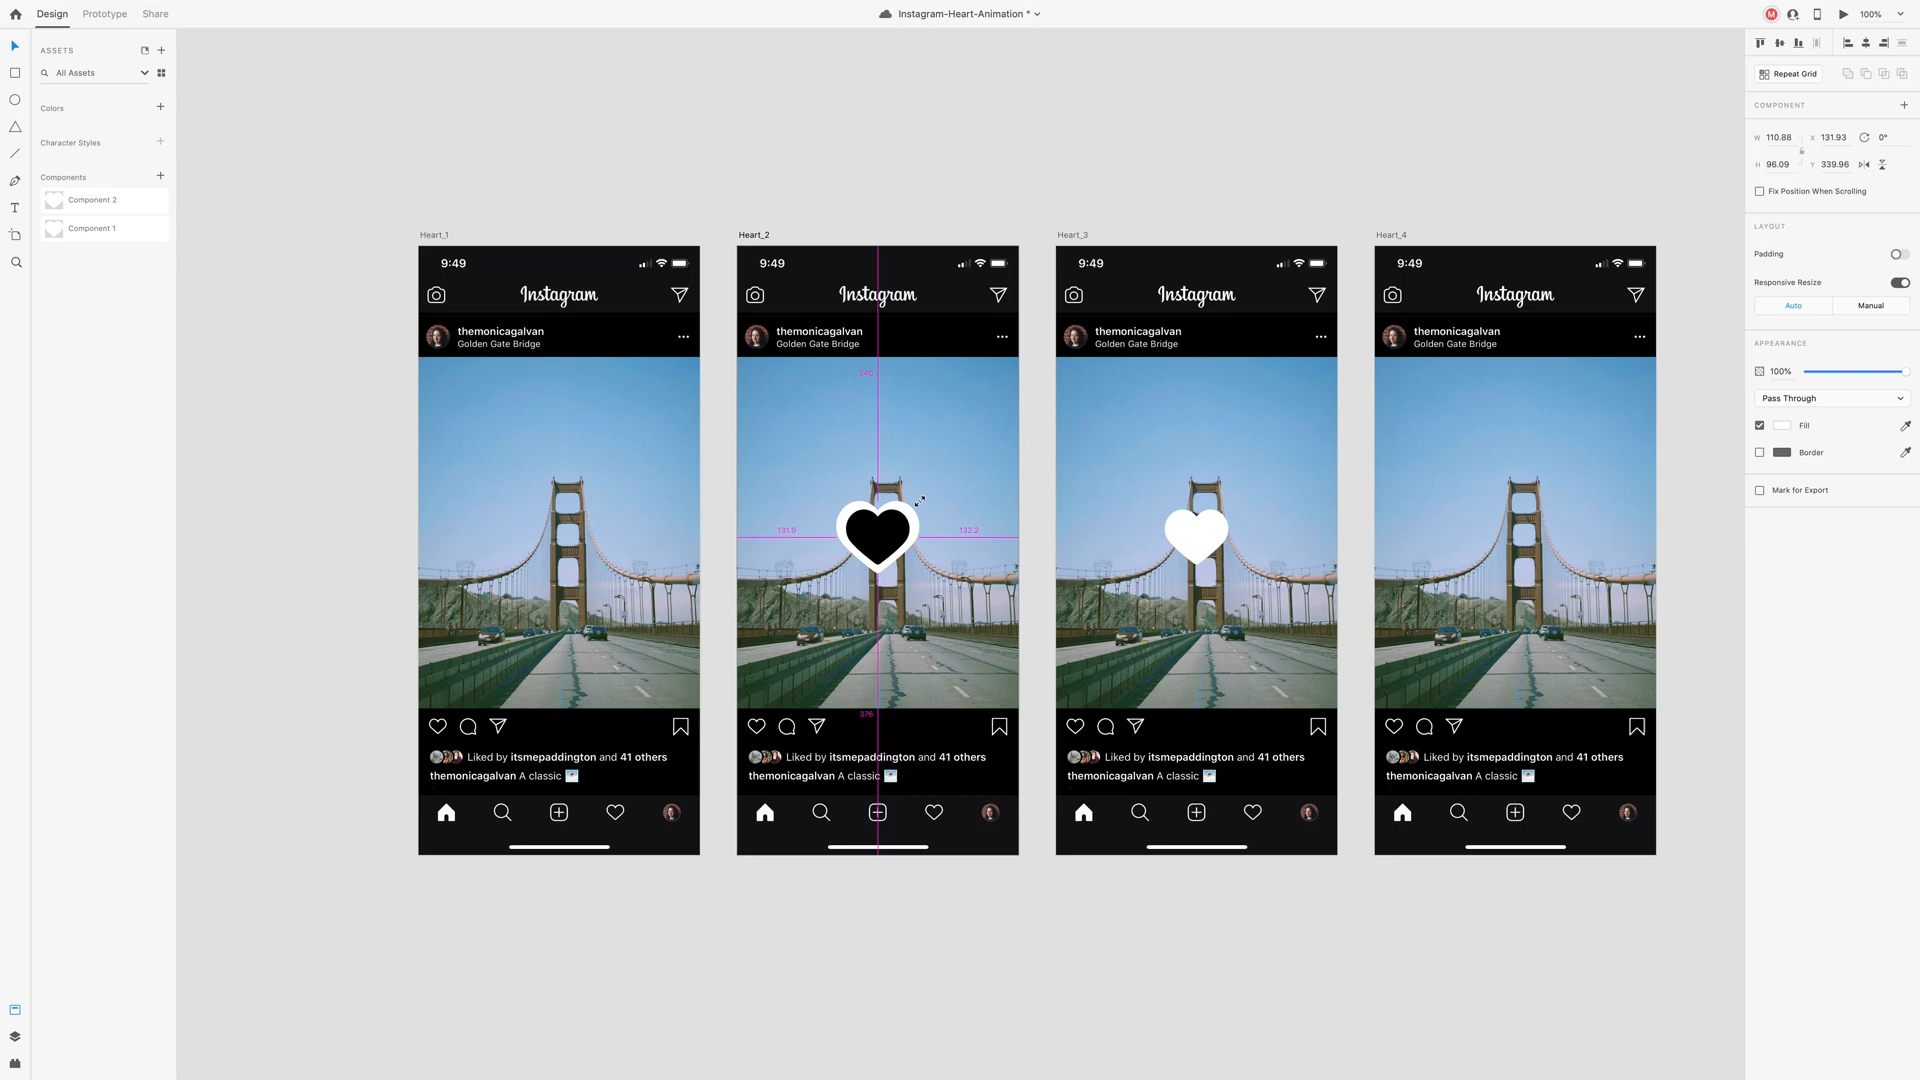 Design Prototype Share
Instagram-Heart-Animation *
M
100%
ASSETS
All Assets
Colors
Character Styles
Components
Component 2
Component 1
Heart_1
9:49
Instagram
themonicagalvan
Golden Gate Bridge
Liked by itsmepaddington and 41 others
themonicagalvan A classic
Heart_2
9:49
Instagram
themonicagalvan
Golden Gate Bridge
340
131.9
132.2
376
Liked by itsmepaddington and 41 others
themonicagalvan A classic
Heart_3
9:49
Instagram
themonicagalvan
Golden Gate Bridge
Liked by itsmepaddington and 41 others
themonicagalvan A classic
Heart_4
9:49
Instagram
themonicagalvan
Golden Gate Bridge
Liked by itsmepaddington and 41 others
themonicagalvan A classic
Repeat Grid
COMPONENT
W 110.88 X 131.93 0°
H 96.09 Y 339.96
Fix Position When Scrolling
LAYOUT
Padding
Responsive Resize
Auto Manual
APPEARANCE
100%
Pass Through
Fill
Border
Mark for Export